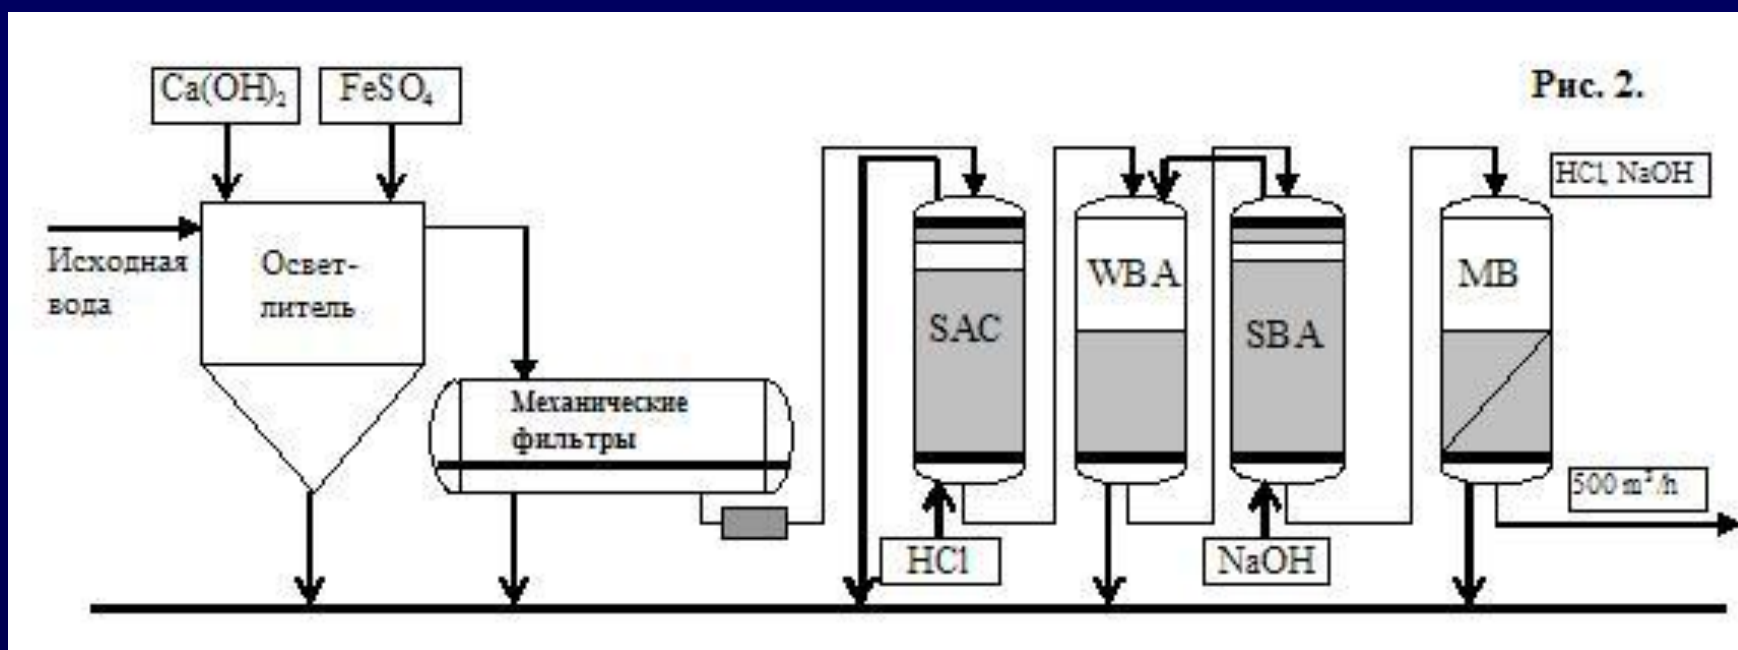 Ca(OH)₂
FeSO₄
Рис. 2.
HCl, NaOH
Исходная
вода
Освет-
литель
Механические
фильтры
SAC
WBA
SBA
MB
500 m³/h
HCl
NaOH